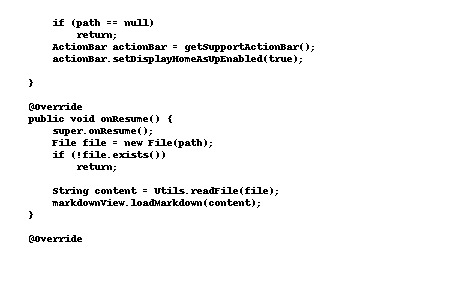 if (path == null)
return;
ActionBar actionBar = getSupportActionBar();
actionBar.setDisplayHomeAsUpEnabled(true);
}
@Override
public void onResume() {
super.onResume();
File file = new File(path);
if (!file.exists())
return;
String content = Utils.readFile(file);
markdownView.loadMarkdown(content);
}
@Override